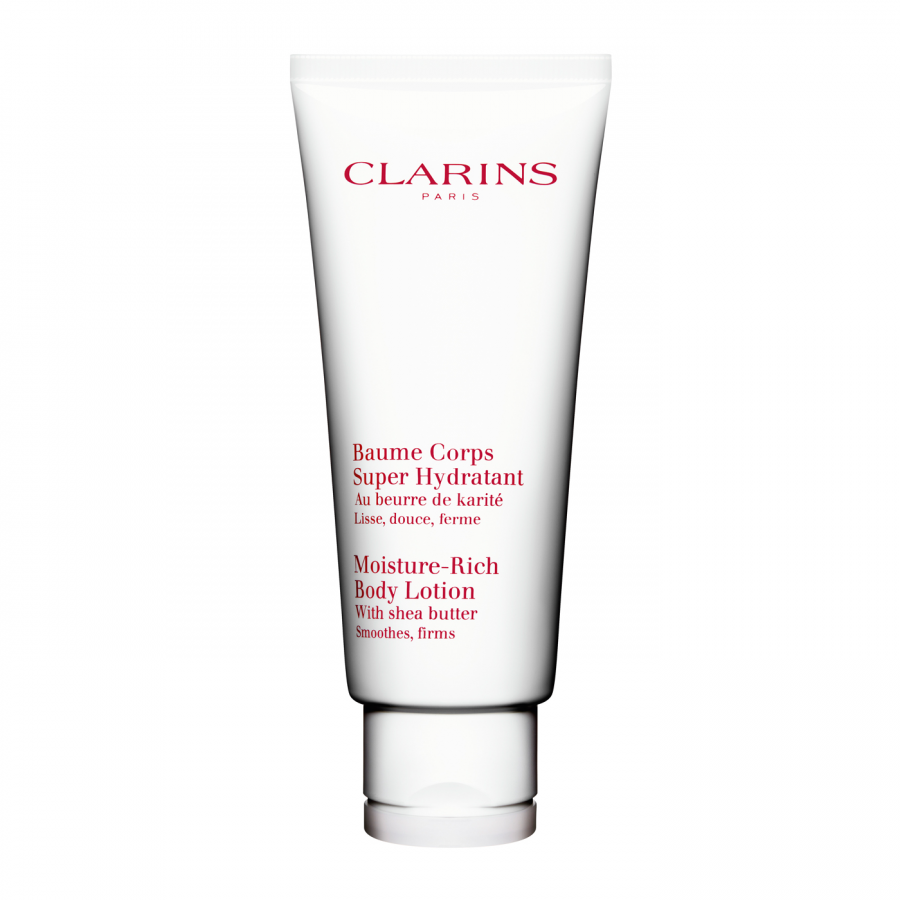 CLARINS
PARIS
Baume Corps
Super Hydratant
Au beurre de karité
Lisse, douce, ferme
Moisture-Rich
Body Lotion
With shea butter
Smoothes, firms